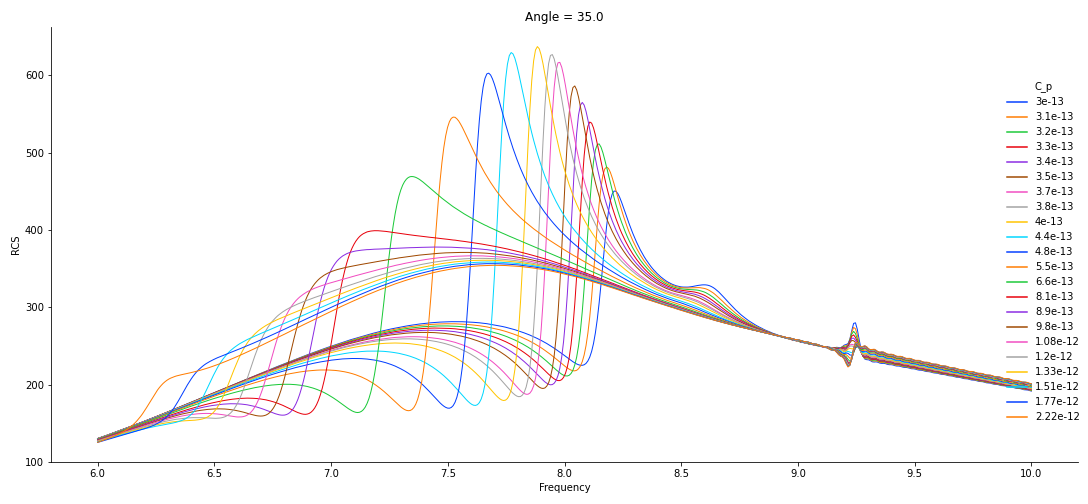 Angle = 35.0
RCS
600
500
400
300
200
100
6.0 6.5 7.0 7.5 8.0 8.5 9.0 9.5 10.0
Frequency
C_p
3e-13
3.1e-13
3.2e-13
3.3e-13
3.4e-13
3.5e-13
3.7e-13
3.8e-13
4e-13
4.4e-13
4.8e-13
5.5e-13
6.6e-13
8.1e-13
8.9e-13
9.8e-13
1.08e-12
1.2e-12
1.33e-12
1.51e-12
1.77e-12
2.22e-12